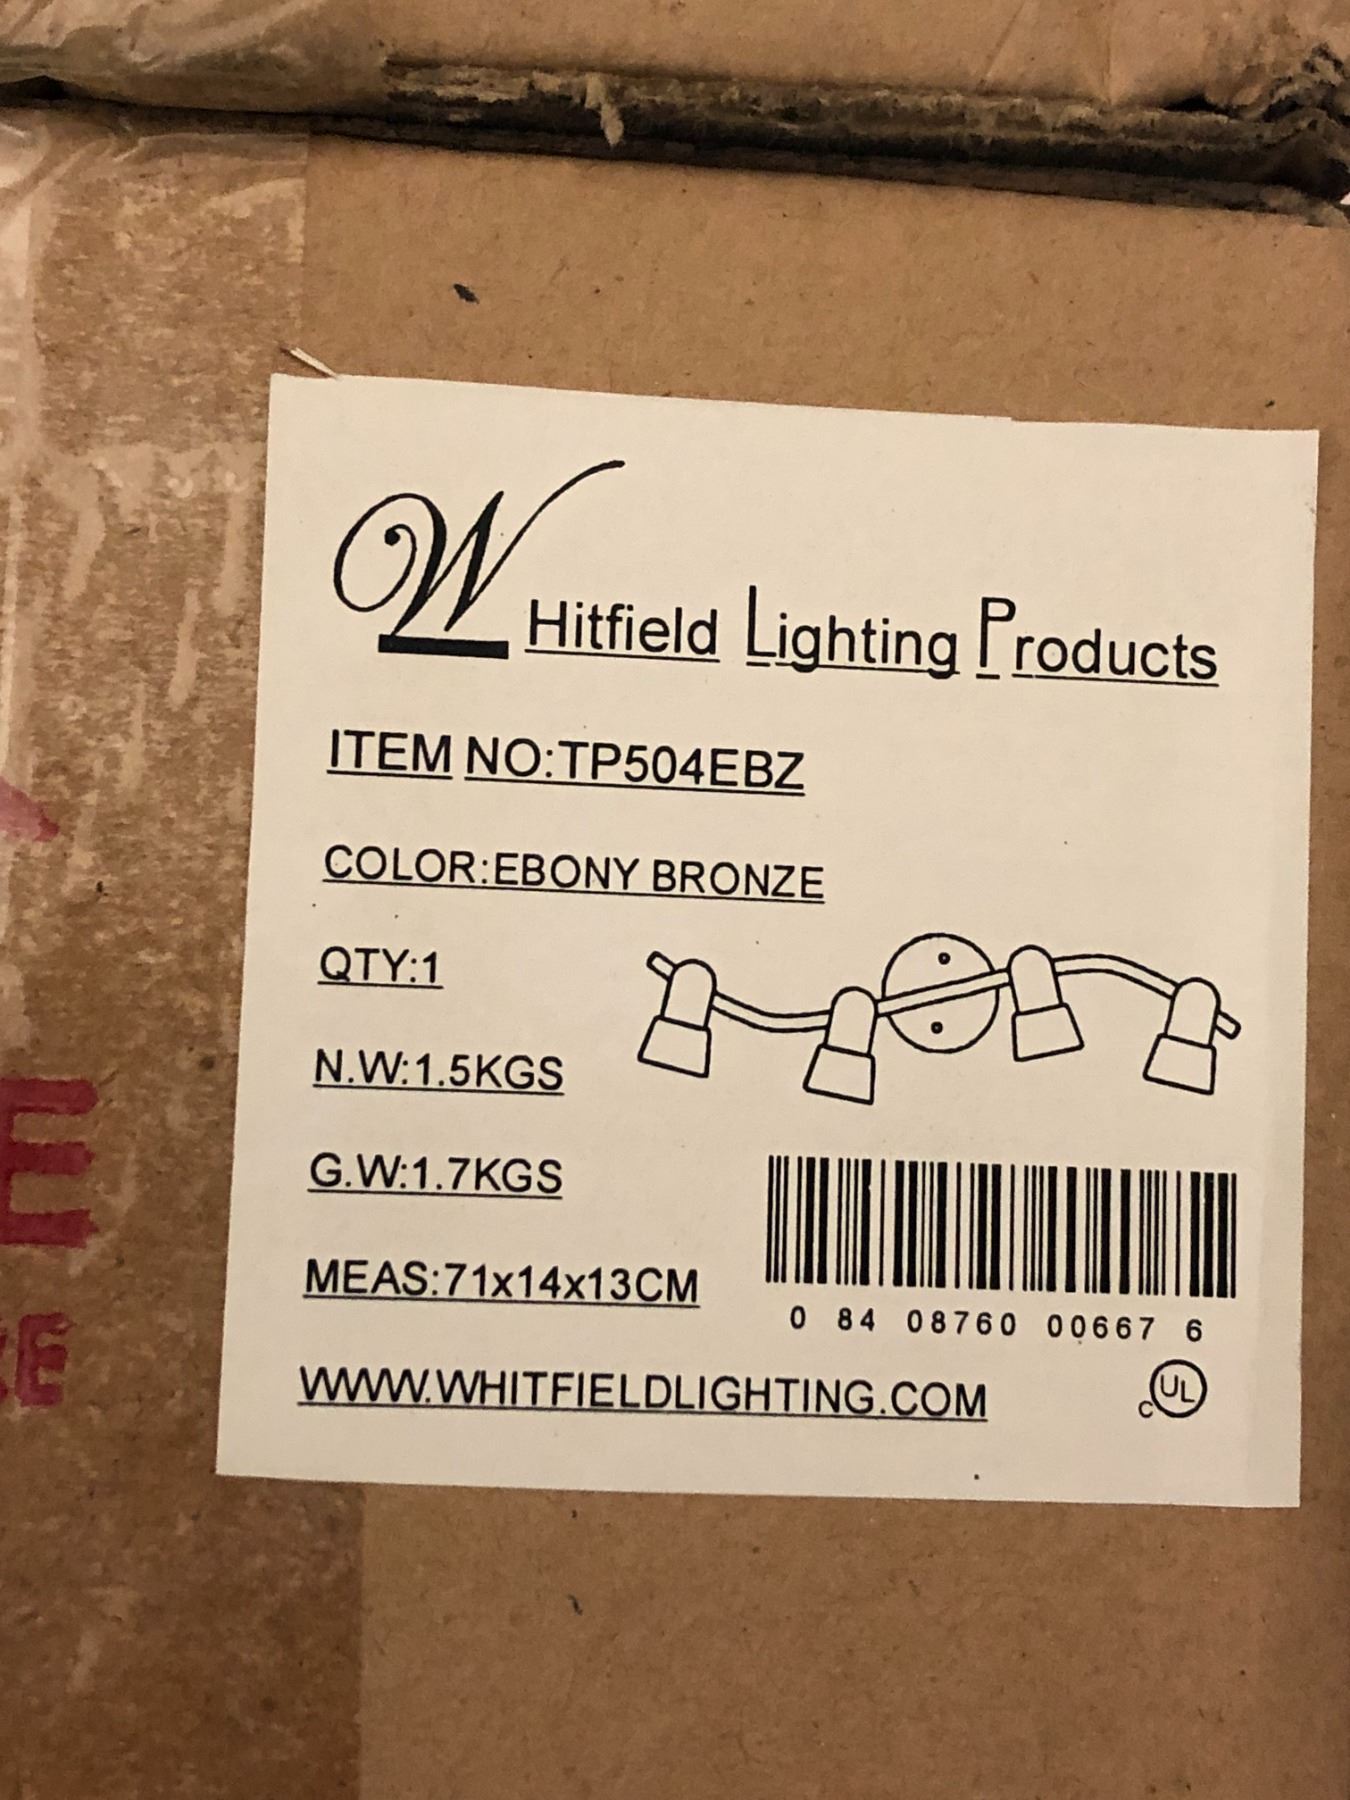 WHitfield Lighting Products
ITEM NO:TP504EBZ
COLOR:EBONY BRONZE
QTY:1
N.W:1.5KGS
G.W:1.7KGS
MEAS:71x14x13CM
0 84 08760 00667 6
WWW.WHITFIELDLIGHTING.COM
c UL
E
E